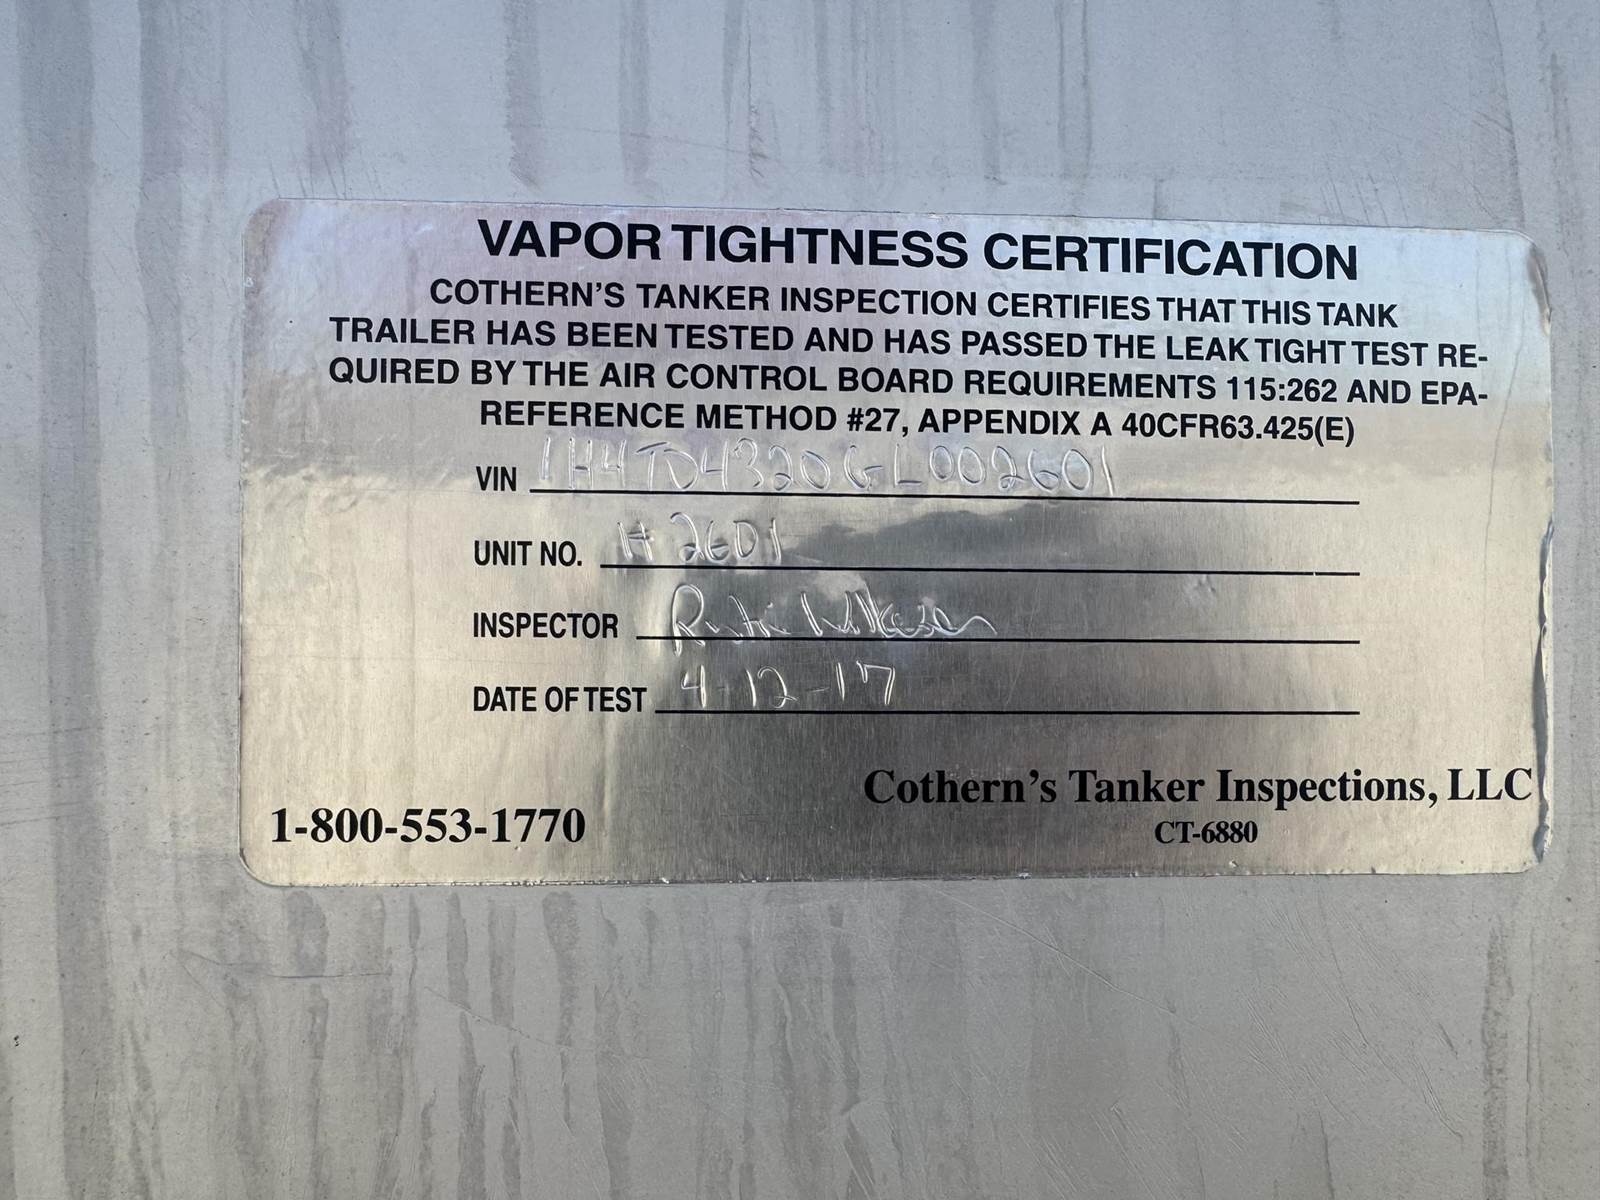 VAPOR TIGHTNESS CERTIFICATION
COTHERN'S TANKER INSPECTION CERTIFIES THAT THIS TANK
TRAILER HAS BEEN TESTED AND HAS PASSED THE LEAK TIGHT TEST RE-
QUIRED BY THE AIR CONTROL BOARD REQUIREMENTS 115:262 AND EPA-
REFERENCE METHOD #27, APPENDIX A 40CFR63.425(E)
VIN 1H4TD4320GL002601
UNIT NO. H 2601
INSPECTOR
DATE OF TEST 4-12-17
Cothern's Tanker Inspections, LLC
1-800-553-1770
CT-6880